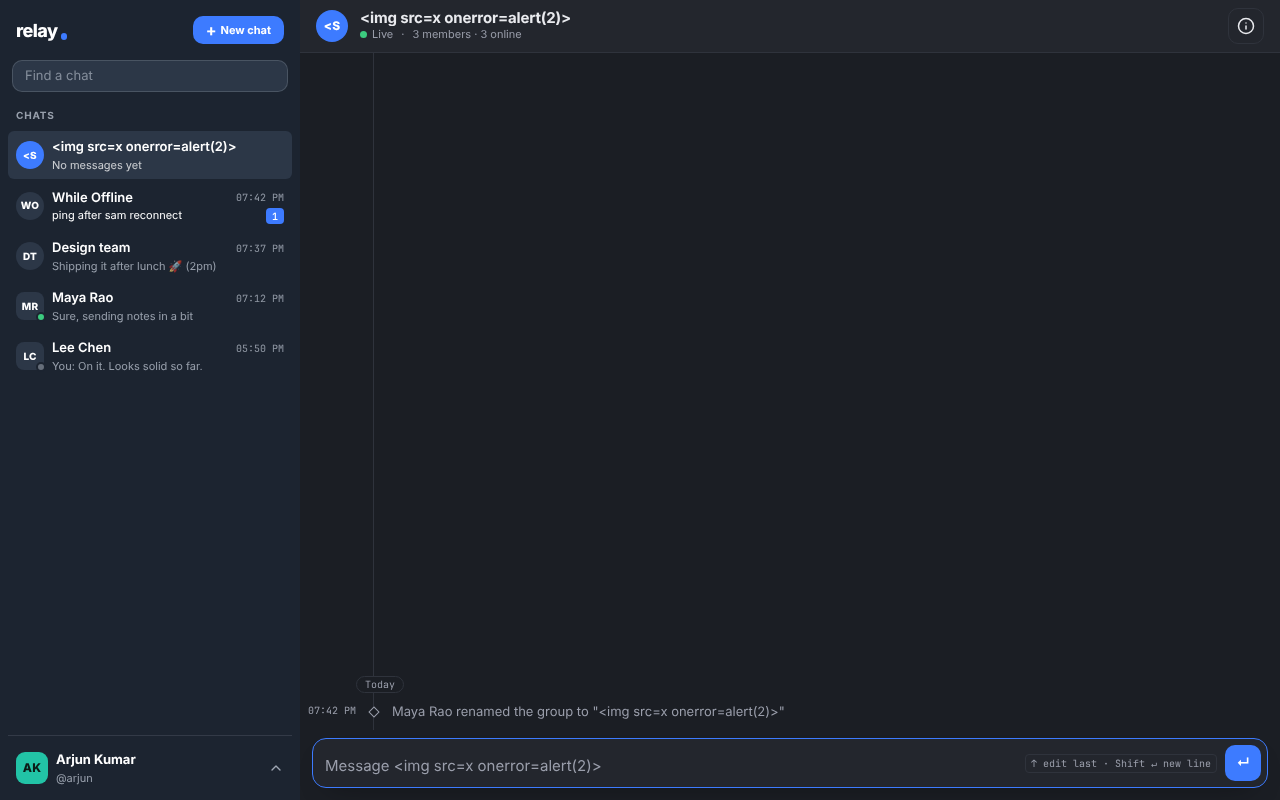 relay
+ New chat
Find a chat
CHATS
<S
<img src=x onerror=alert(2)>
No messages yet
WO
While Offline
07:42 PM
ping after sam reconnect
1
DT
Design team
07:37 PM
Shipping it after lunch 🚀 (2pm)
MR
Maya Rao
07:12 PM
Sure, sending notes in a bit
LC
Lee Chen
05:50 PM
You: On it. Looks solid so far.
AK
Arjun Kumar
@arjun
<S
<img src=x onerror=alert(2)>
Live · 3 members · 3 online
Today
07:42 PM
Maya Rao renamed the group to "<img src=x onerror=alert(2)>"
Message <img src=x onerror=alert(2)>
↑ edit last · Shift ↵ new line